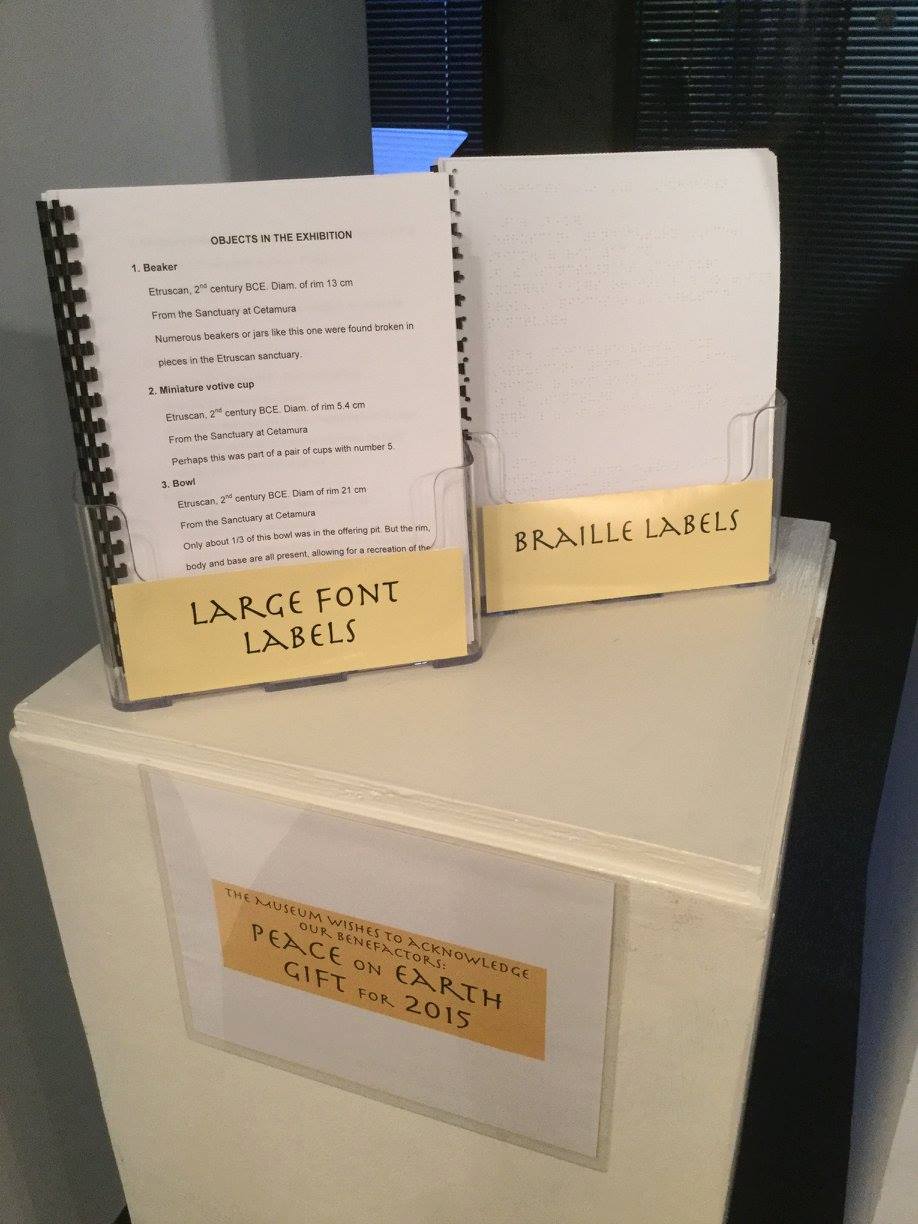 OBJECTS IN THE EXHIBITION
1. Beaker
Etruscan, 2nd century BCE. Diam. of rim 13 cm
From the Sanctuary at Cetamura
Numerous beakers or jars like this one were found broken in
pieces in the Etruscan sanctuary.
2. Miniature votive cup
Etruscan, 2nd century BCE. Diam. of rim 5.4 cm
From the Sanctuary at Cetamura
Perhaps this was part of a pair of cups with number 5.
3. Bowl
Etruscan, 2nd century BCE. Diam of rim 21 cm
From the Sanctuary at Cetamura
Only about 1/3 of this bowl was in the offering pit. But the rim,
body and base are all present, allowing for a recreation of the
LARGE FONT
LABELS
BRAILLE LABELS
THE MUSEUM WISHES TO ACKNOWLEDGE
OUR BENEFACTORS:
PEACE ON EARTH
GIFT FOR 2015